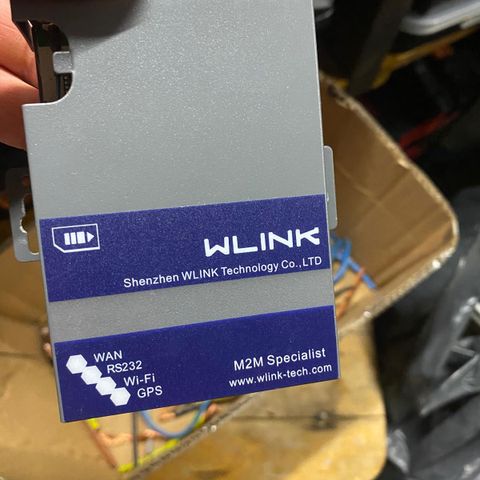 WLINK
Shenzhen WLINK Technology Co.,LTD
WAN
RS232
Wi-Fi
GPS
M2M Specialist
www.wlink-tech.com